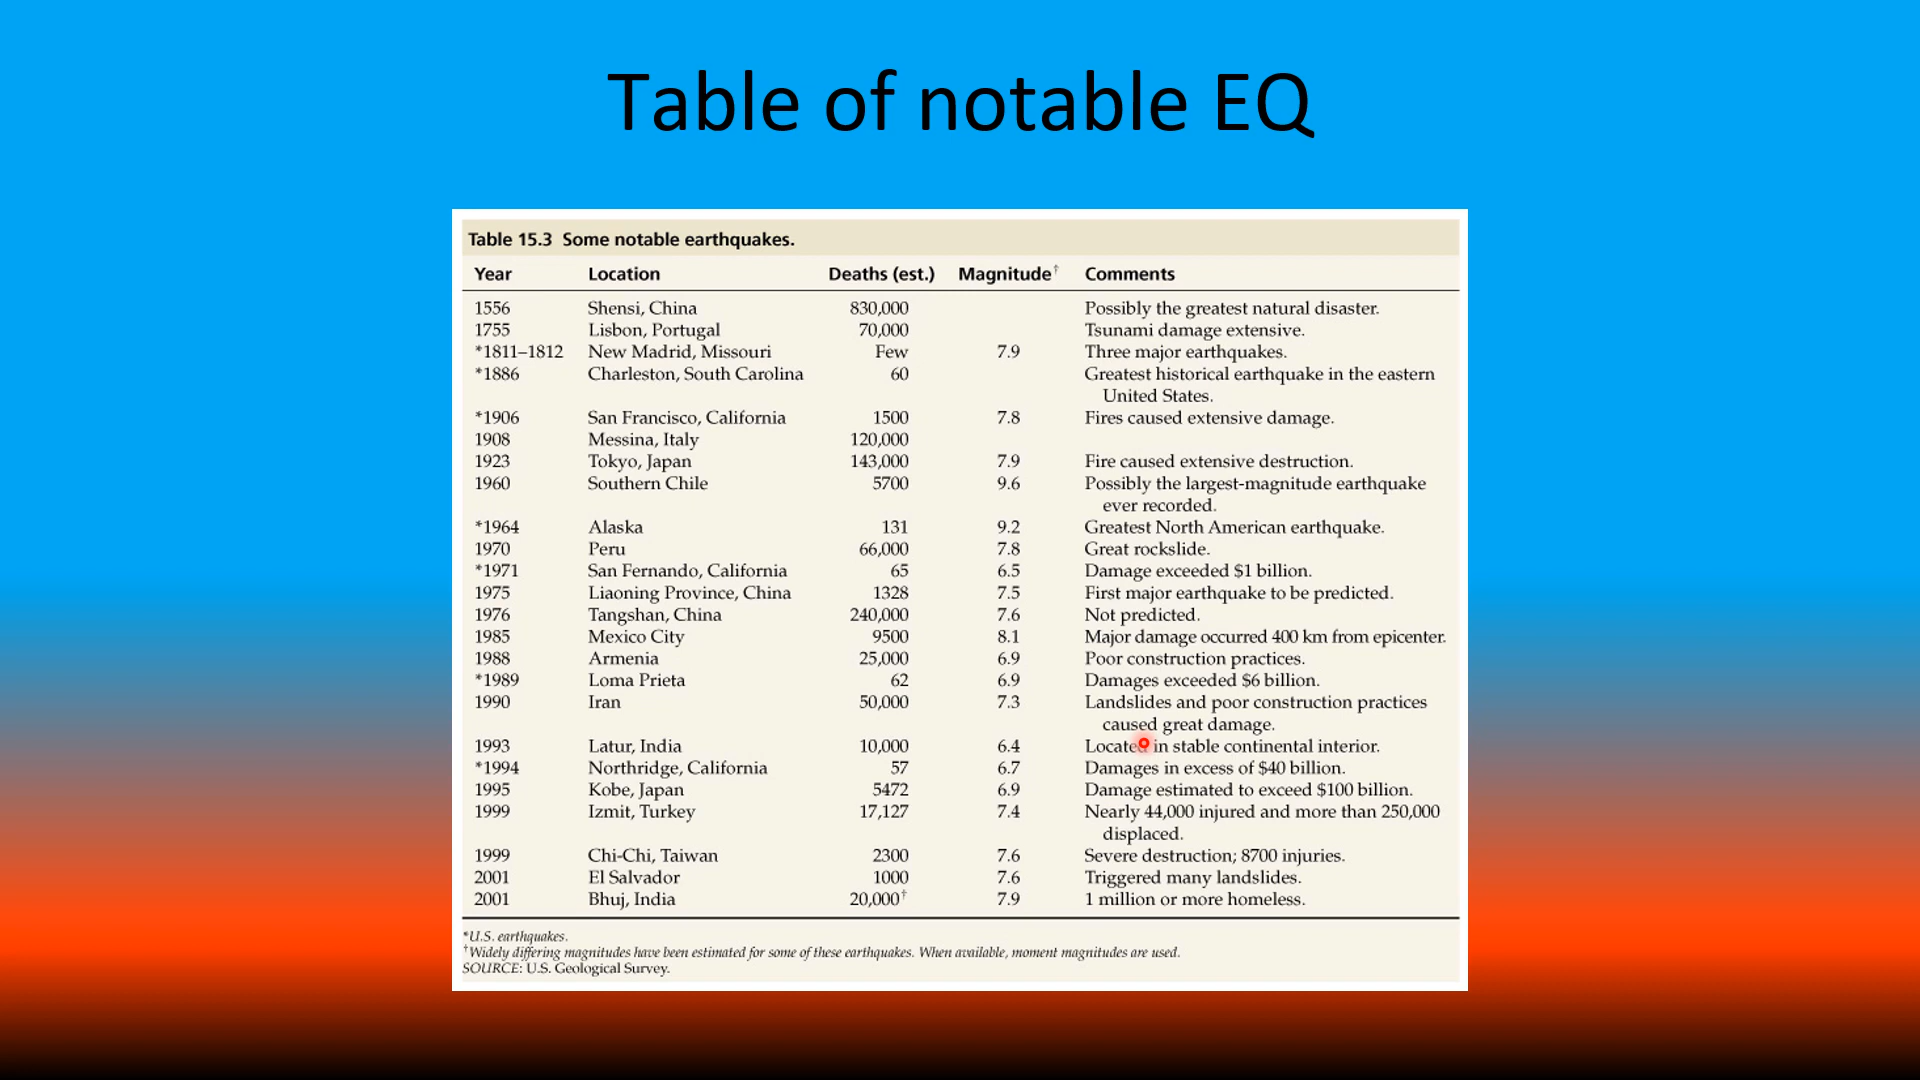 Table of notable EQ
Table 15.3 Some notable earthquakes.
Year Location Deaths (est.) Magnitude† Comments
1556 Shensi, China 830,000 Possibly the greatest natural disaster.
1755 Lisbon, Portugal 70,000 Tsunami damage extensive.
*1811–1812 New Madrid, Missouri Few 7.9 Three major earthquakes.
*1886 Charleston, South Carolina 60 Greatest historical earthquake in the eastern
United States.
*1906 San Francisco, California 1500 7.8 Fires caused extensive damage.
1908 Messina, Italy 120,000
1923 Tokyo, Japan 143,000 7.9 Fire caused extensive destruction.
1960 Southern Chile 5700 9.6 Possibly the largest-magnitude earthquake
ever recorded.
*1964 Alaska 131 9.2 Greatest North American earthquake.
1970 Peru 66,000 7.8 Great rockslide.
*1971 San Fernando, California 65 6.5 Damage exceeded $1 billion.
1975 Liaoning Province, China 1328 7.5 First major earthquake to be predicted.
1976 Tangshan, China 240,000 7.6 Not predicted.
1985 Mexico City 9500 8.1 Major damage occurred 400 km from epicenter.
1988 Armenia 25,000 6.9 Poor construction practices.
*1989 Loma Prieta 62 6.9 Damages exceeded $6 billion.
1990 Iran 50,000 7.3 Landslides and poor construction practices
caused great damage.
1993 Latur, India 10,000 6.4 Located in stable continental interior.
*1994 Northridge, California 57 6.7 Damages in excess of $40 billion.
1995 Kobe, Japan 5472 6.9 Damage estimated to exceed $100 billion.
1999 Izmit, Turkey 17,127 7.4 Nearly 44,000 injured and more than 250,000
displaced.
1999 Chi-Chi, Taiwan 2300 7.6 Severe destruction; 8700 injuries.
2001 El Salvador 1000 7.6 Triggered many landslides.
2001 Bhuj, India 20,000† 7.9 1 million or more homeless.
*U.S. earthquakes.
†Widely differing magnitudes have been estimated for some of these earthquakes. When available, moment magnitudes are used.
SOURCE: U.S. Geological Survey.